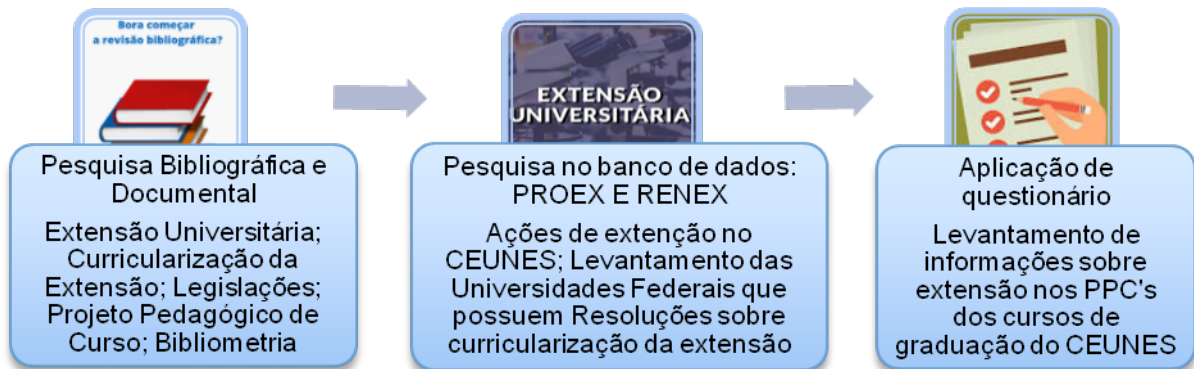 Bora começar
a revisão bibliográfica?
Pesquisa Bibliográfica e
Documental
Extensão Universitária;
Curricularização da
Extensão; Legislações;
Projeto Pedagógico de
Curso; Bibliometria
EXTENSÃO
UNIVERSITÁRIA
Pesquisa no banco de dados:
PROEX E RENEX
Ações de extenção no
CEUNES; Levantamento das
Universidades Federais que
possuem Resoluções sobre
curricularização da extensão
Aplicação de
questionário
Levantamento de
informações sobre
extensão nos PPC's
dos cursos de
graduação do CEUNES